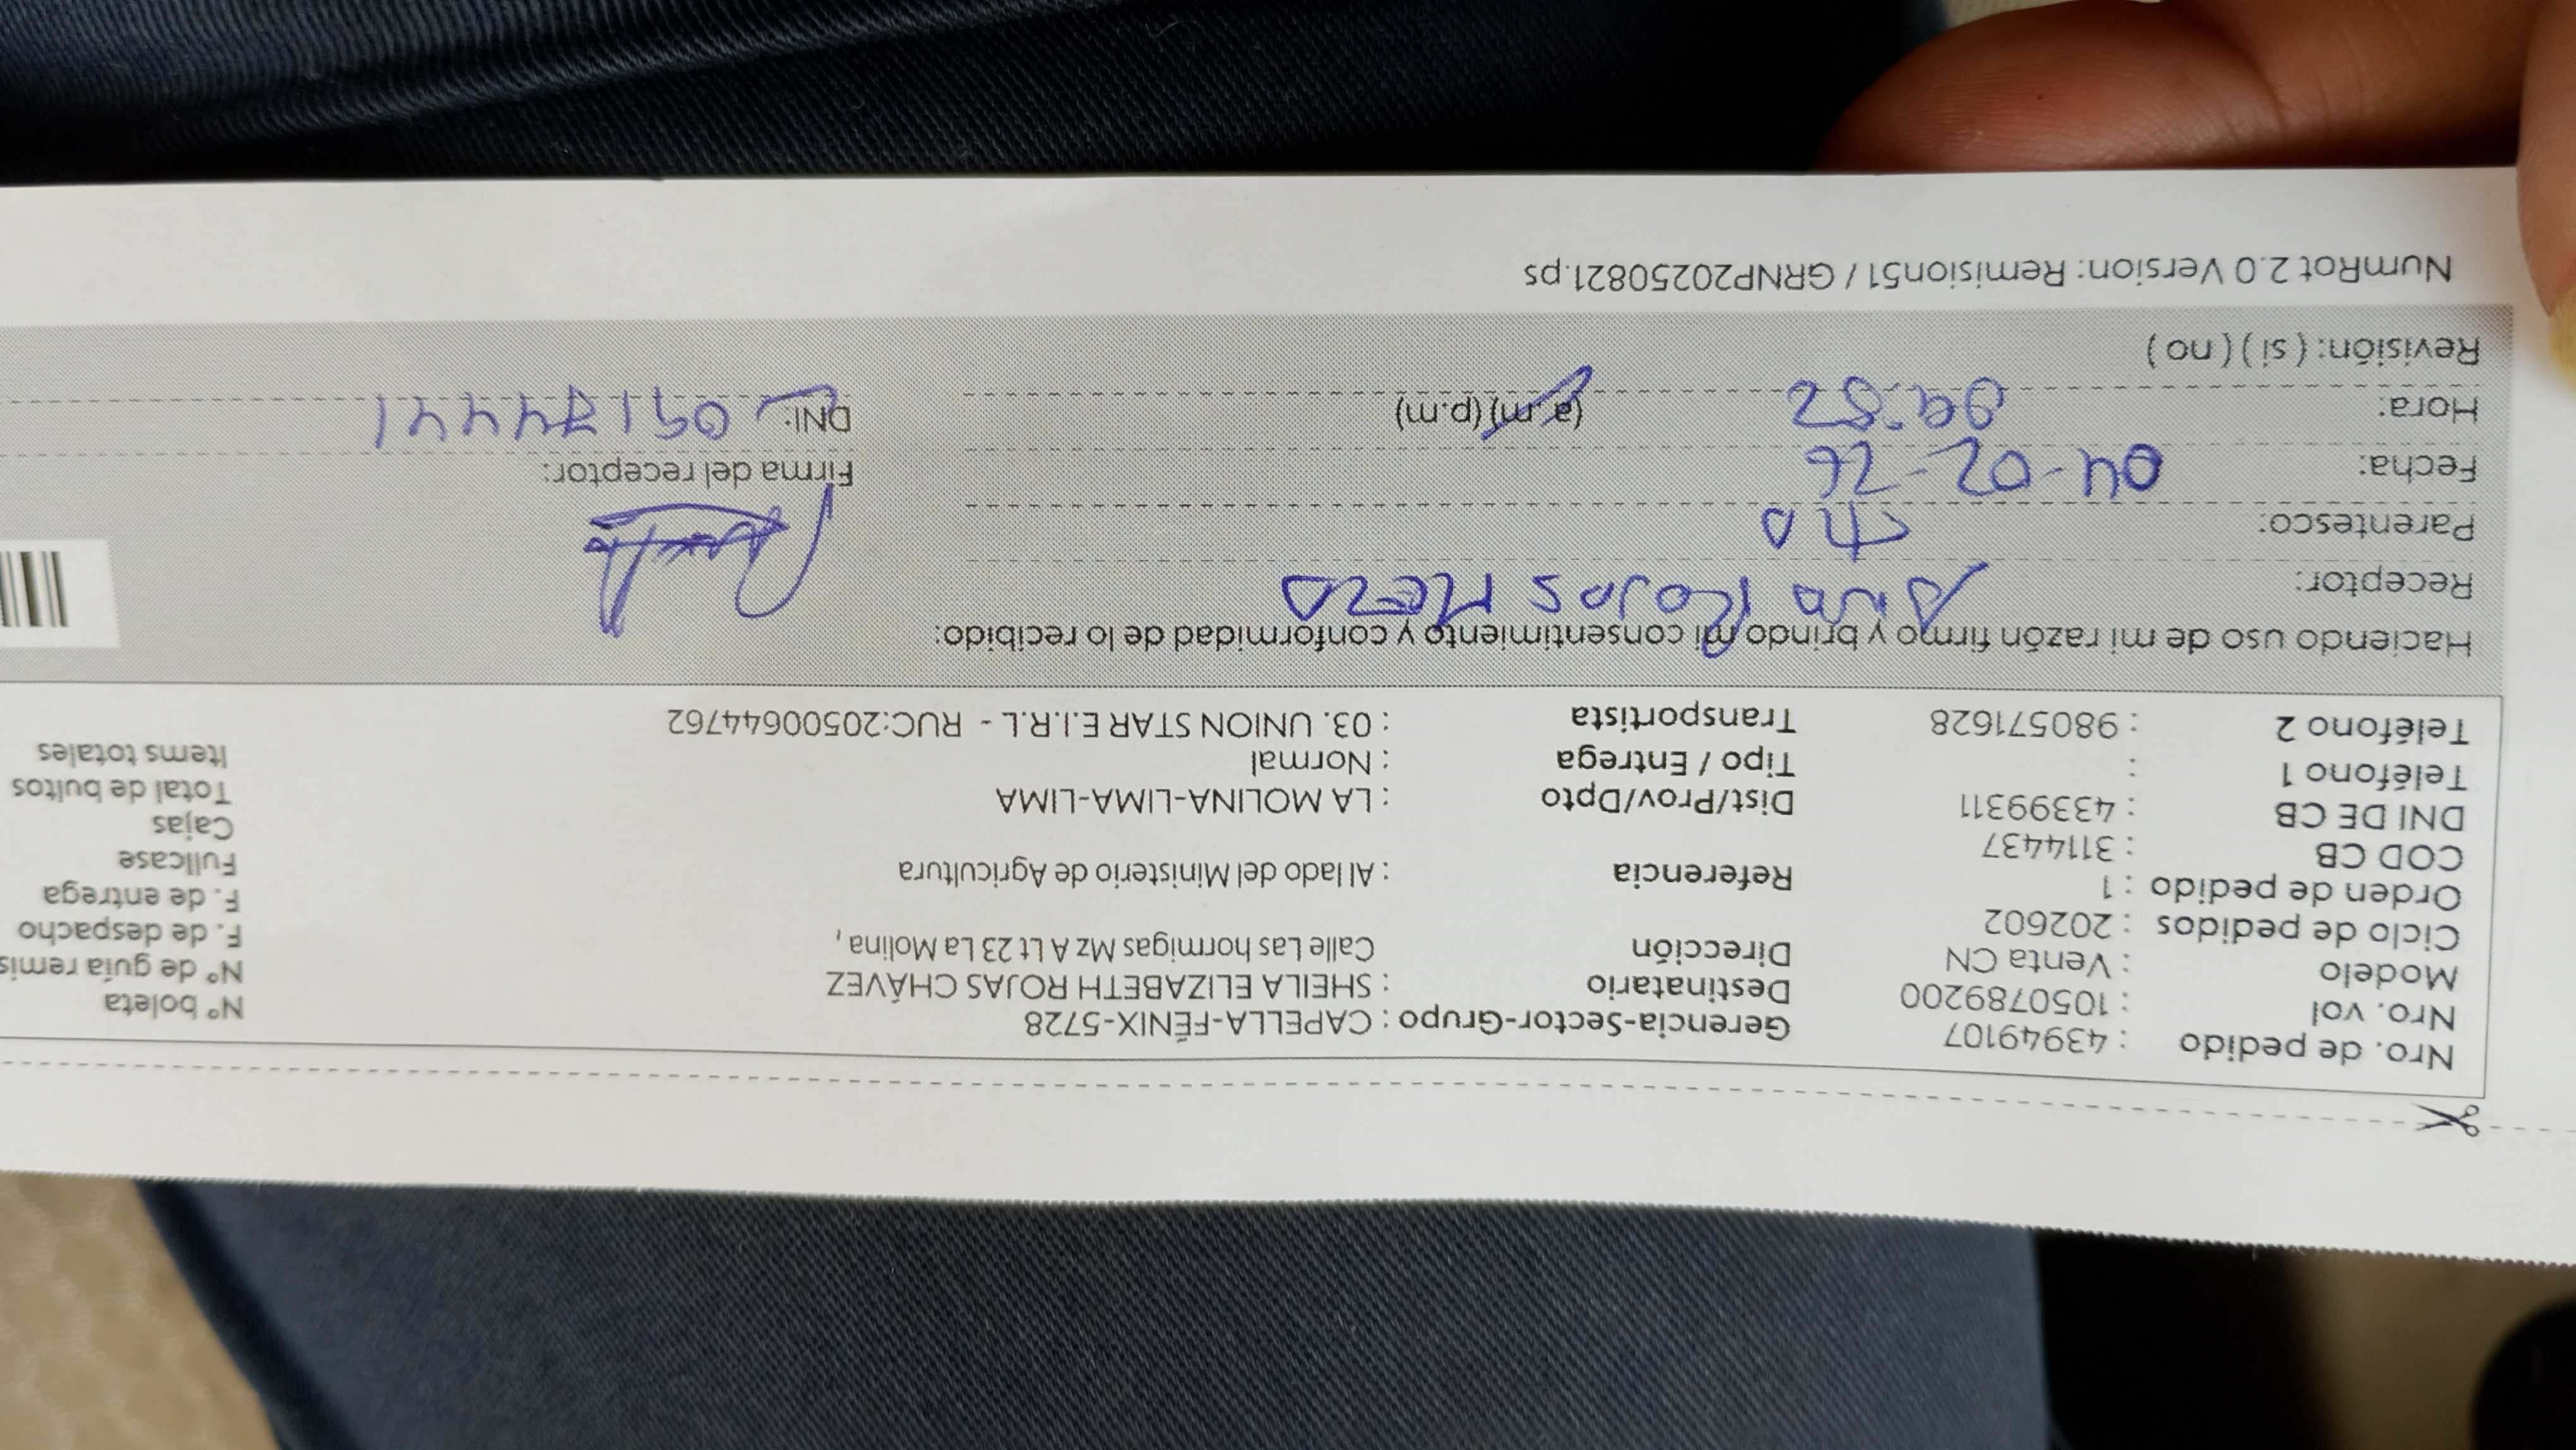 Nro. de pedido : 43949107 Gerencia-Sector-Grupo : CAPELLA-FÉNIX-5728 N° boleta
Nro. vol : 1050789200 Destinatario : SHEILA ELIZABETH ROJAS CHÁVEZ N° de guía remis
Modelo : Venta CN Dirección Calle Las hormigas Mz A Lt 23 La Molina , F. de despacho
Ciclo de pedidos : 202602 F. de entrega
Orden de pedido : 1 Referencia : Al lado del Ministerio de Agricultura Fullcase
COD CB : 3114437 Cajas
DNI DE CB : 43399311 Dist/Prov/Dpto : LA MOLINA-LIMA-LIMA Total de bultos
Teléfono 1 : Tipo / Entrega : Normal Items totales
Teléfono 2 : 980571628 Transportista : 03. UNION STAR E.I.R.L - RUC:20500644762
Haciendo uso de mi razón firmo y brindo mi consentimiento y conformidad de lo recibido:
Receptor: Rojas Meza
Parentesco:
Fecha: 04-02-26 Firma del receptor:
Hora: 09:52 (a.m) (p.m) DNI: 09174441
Revisión: ( si ) ( no )
NumRot 2.0 Version: Remision51 / GRNP20250821.ps